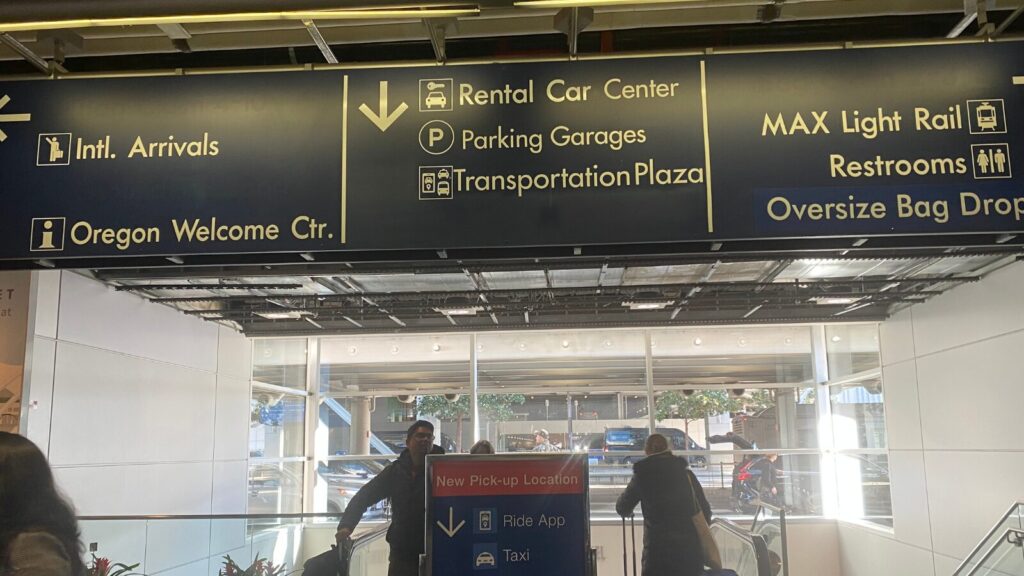 Intl. Arrivals
Oregon Welcome Ctr.
Rental Car Center
P Parking Garages
Transportation Plaza
MAX Light Rail
Restrooms
Oversize Bag Drop
New Pick-up Location
Ride App
Taxi